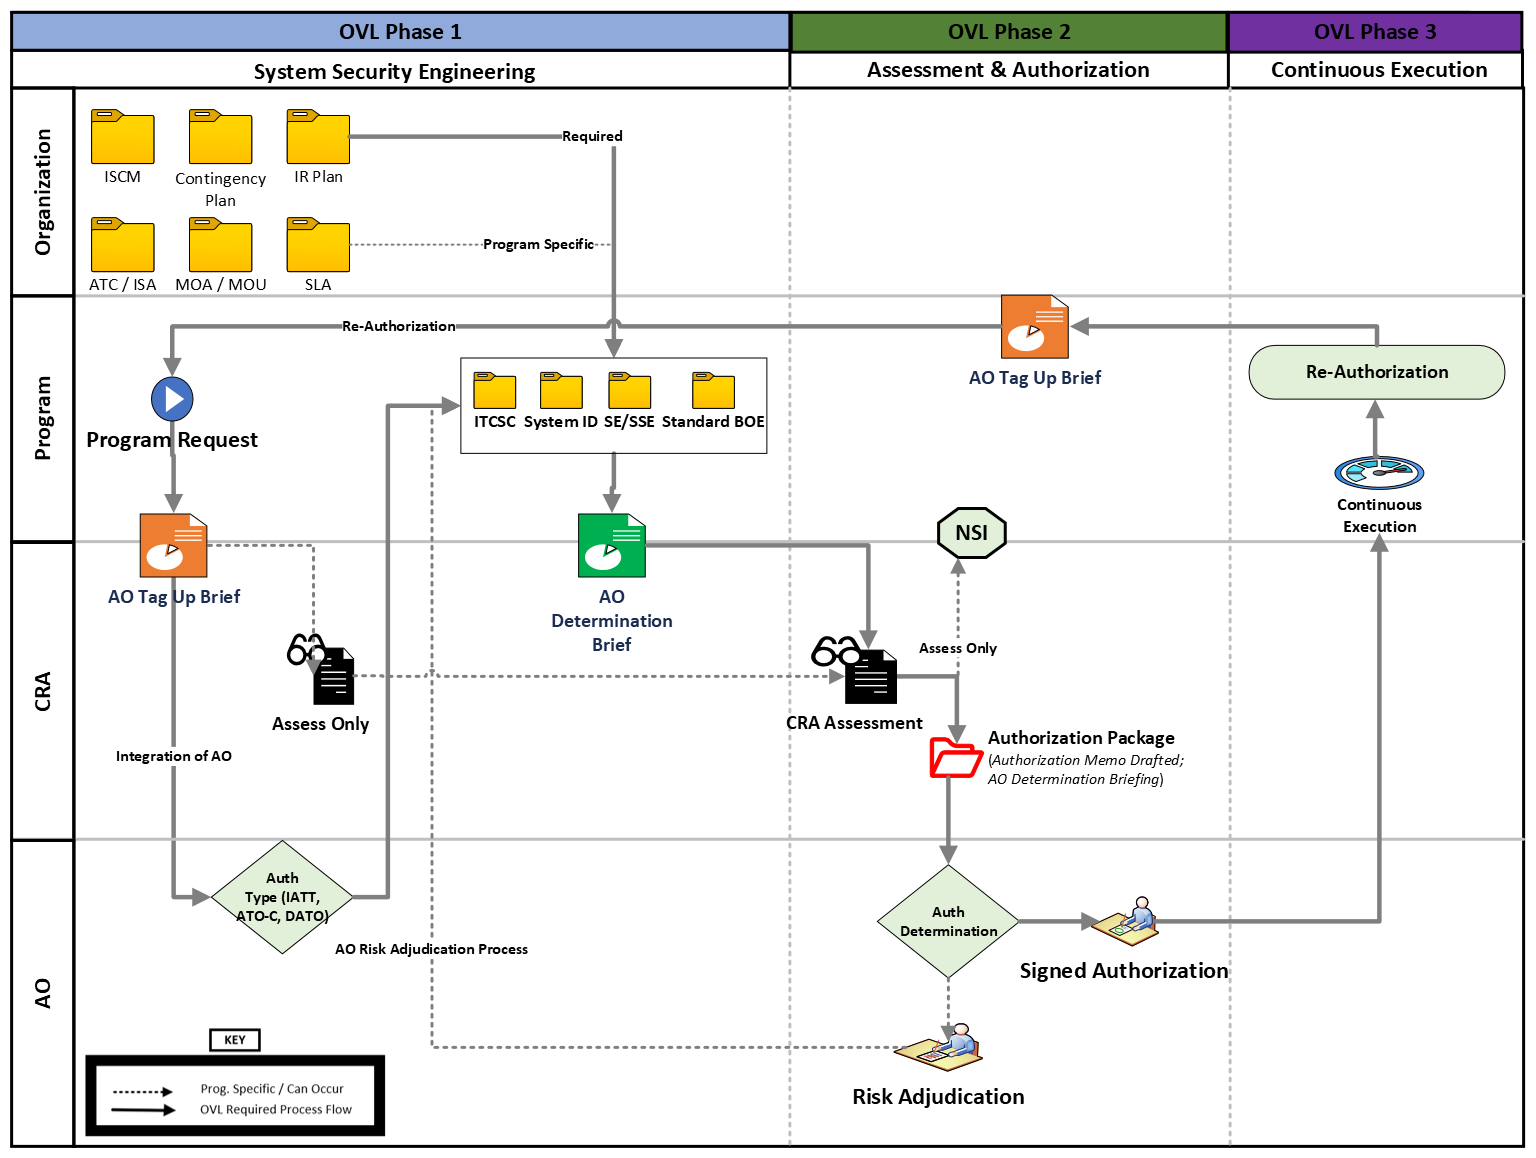 OVL Phase 1
OVL Phase 2
OVL Phase 3
System Security Engineering
Assessment & Authorization
Continuous Execution
Organization
ISCM
Contingency
Plan
IR Plan
Required
ATC / ISA
MOA / MOU
SLA
Program Specific
Program
Re-Authorization
AO Tag Up Brief
Re-Authorization
Program Request
ITCSC
System ID
SE/SSE
Standard BOE
Continuous
Execution
NSI
CRA
AO Tag Up Brief
AO
Determination
Brief
Assess Only
CRA Assessment
Assess Only
Integration of AO
Authorization Package
(Authorization Memo Drafted;
AO Determination Briefing)
AO
Auth
Type (IATT,
ATO-C, DATO)
AO Risk Adjudication Process
Auth
Determination
Signed Authorization
Risk Adjudication
KEY
Prog. Specific / Can Occur
OVL Required Process Flow